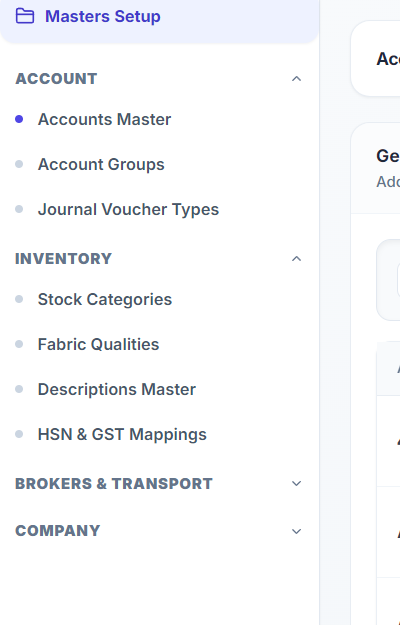 Masters Setup
ACCOUNT
Accounts Master
Account Groups
Journal Voucher Types
INVENTORY
Stock Categories
Fabric Qualities
Descriptions Master
HSN & GST Mappings
BROKERS & TRANSPORT
COMPANY